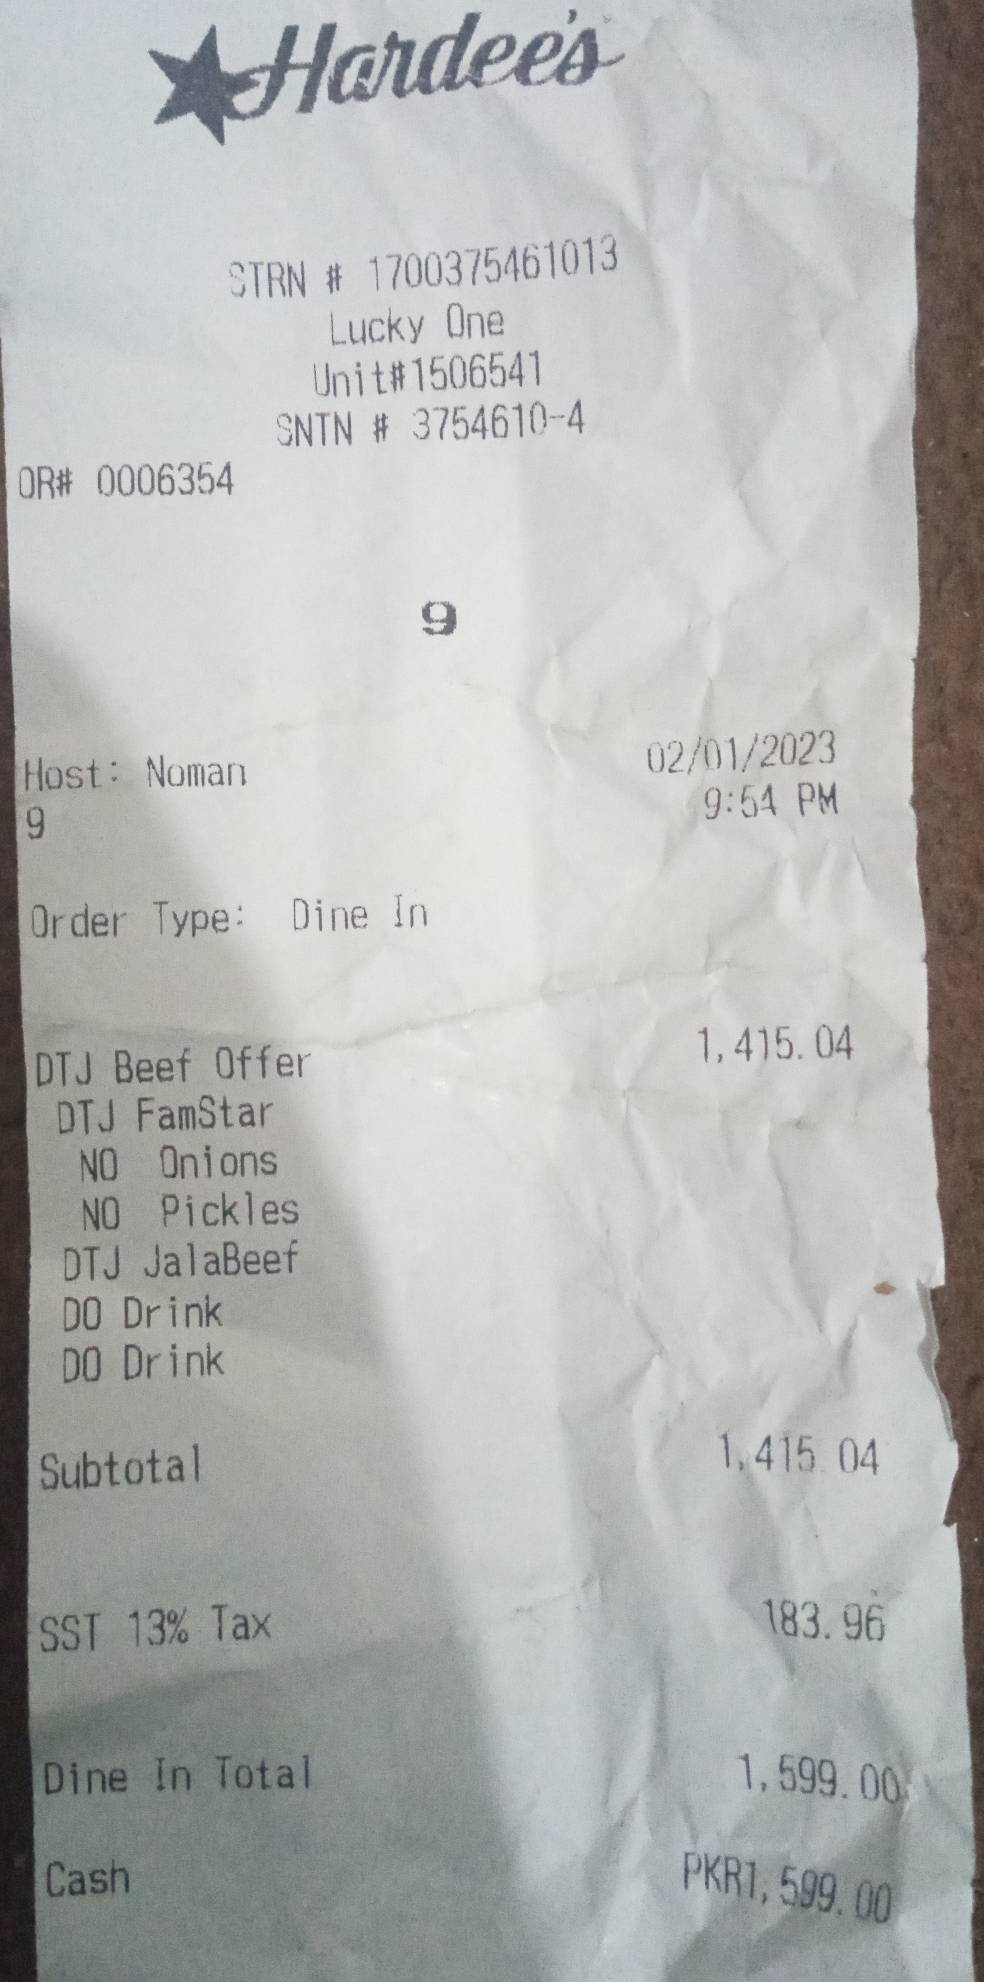 Hardee's
STRN # 1700375461013
Lucky One
Unit#1506541
SNTN # 3754610-4
OR# 0006354
9
Host: Noman 02/01/2023
9 9:54 PM
Order Type: Dine In
DTJ Beef Offer 1,415.04
DTJ FamStar
NO Onions
NO Pickles
DTJ JalaBeef
DO Drink
DO Drink
Subtotal 1,415.04
SST 13% Tax 183.96
Dine In Total 1,599.00
Cash PKR1,599.00